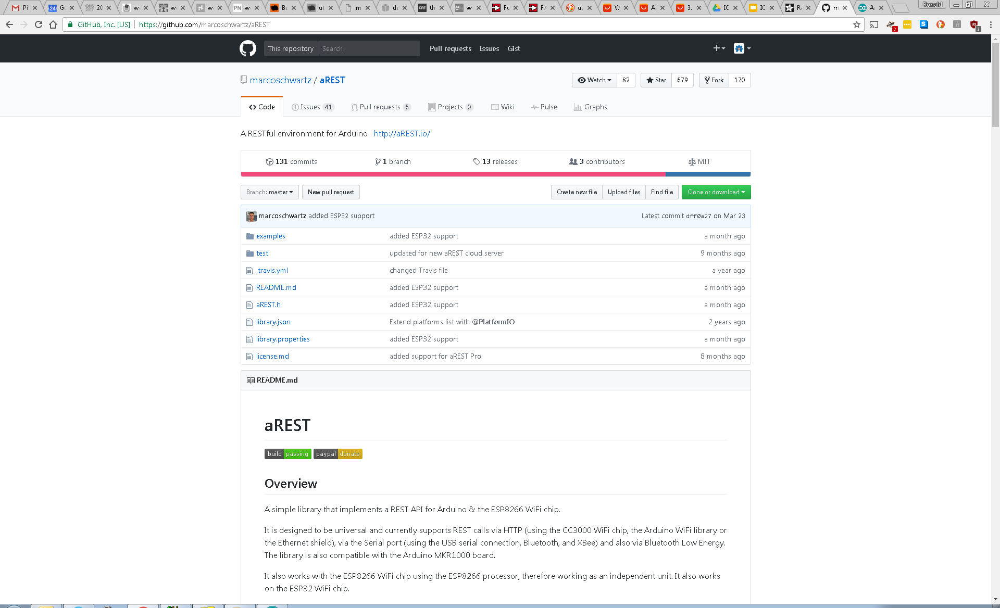 Pi
24 G
OHS 2017 20
w
w
w
PN w
Bu
ut
m
do
CRT th
w
Fc
FX
us
W
Al
3.
IC
IC
Ra
m
A
Ronald
GitHub, Inc. [US] https://github.com/marcoschwartz/aREST
3
S
h
3
This repository Search Pull requests Issues Gist
marcoschwartz / aREST Watch 82 Star 679 Fork 170
Code Issues 41 Pull requests 6 Projects 0 Wiki Pulse Graphs
A RESTful environment for Arduino http://aREST.io/
131 commits 1 branch 13 releases 3 contributors MIT
Branch: master New pull request Create new file Upload files Find file Clone or download
marcoschwartz added ESP32 support Latest commit dff0a27 on Mar 23
examples added ESP32 support a month ago
test updated for new aREST cloud server 9 months ago
.travis.yml changed Travis file a year ago
README.md added ESP32 support a month ago
aREST.h added ESP32 support a month ago
library.json Extend platforms list with @PlatformIO 2 years ago
library.properties added ESP32 support a month ago
license.md added support for aREST Pro 8 months ago
README.md
aREST
build passing paypal donate
Overview
A simple library that implements a REST API for Arduino & the ESP8266 WiFi chip.
It is designed to be universal and currently supports REST calls via HTTP (using the CC3000 WiFi chip, the Arduino WiFi library or
the Ethernet shield), via the Serial port (using the USB serial connection, Bluetooth, and XBee) and also via Bluetooth Low Energy.
The library is also compatible with the Arduino MKR1000 board.
It also works with the ESP8266 WiFi chip using the ESP8266 processor, therefore working as an independent unit. It also works
on the ESP32 WiFi chip.